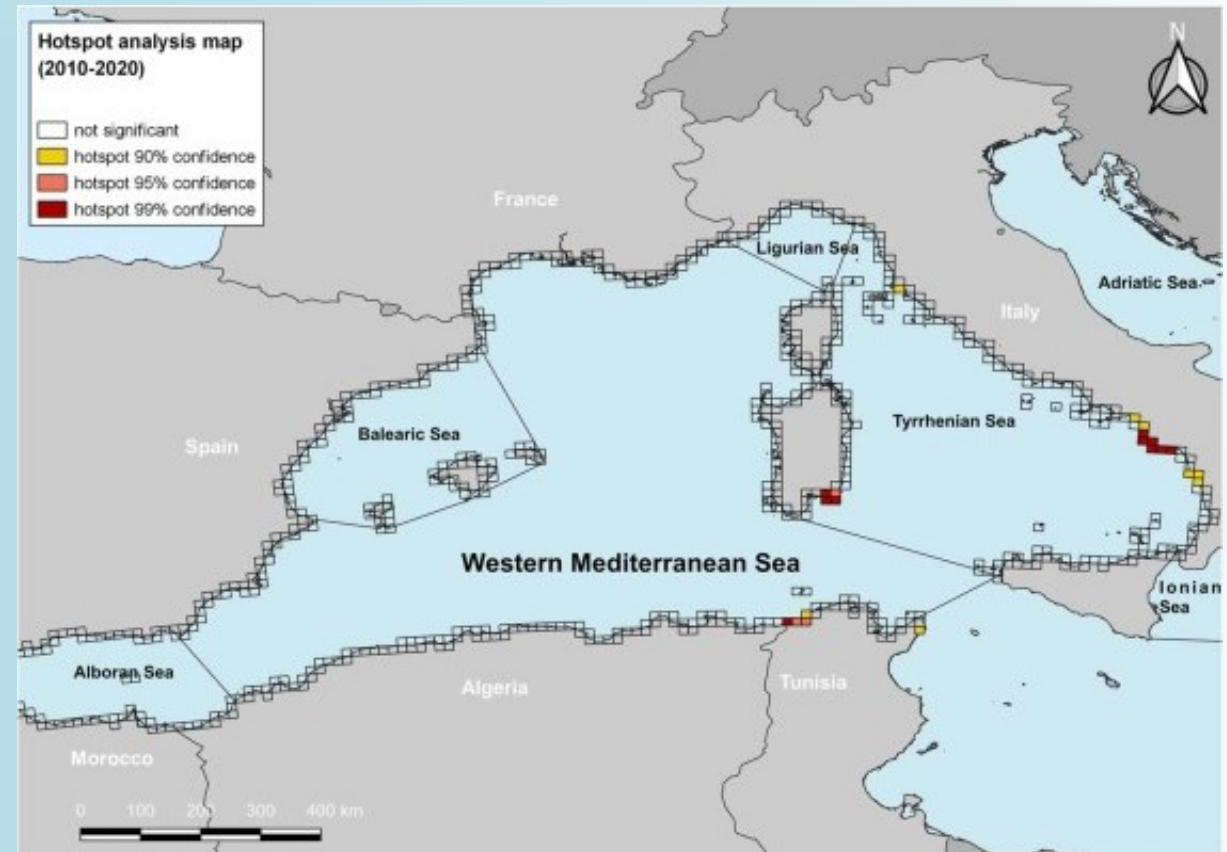 Hotspot analysis map
(2010-2020)
not significant
hotspot 90% confidence
hotspot 95% confidence
hotspot 99% confidence
N
France
Ligurian Sea
Adriatic Sea
Italy
Spain
Balearic Sea
Tyrrhenian Sea
Western Mediterranean Sea
Ionian
Sea
Alboran Sea
Algeria
Tunisia
Morocco
0 100 200 300 400 km